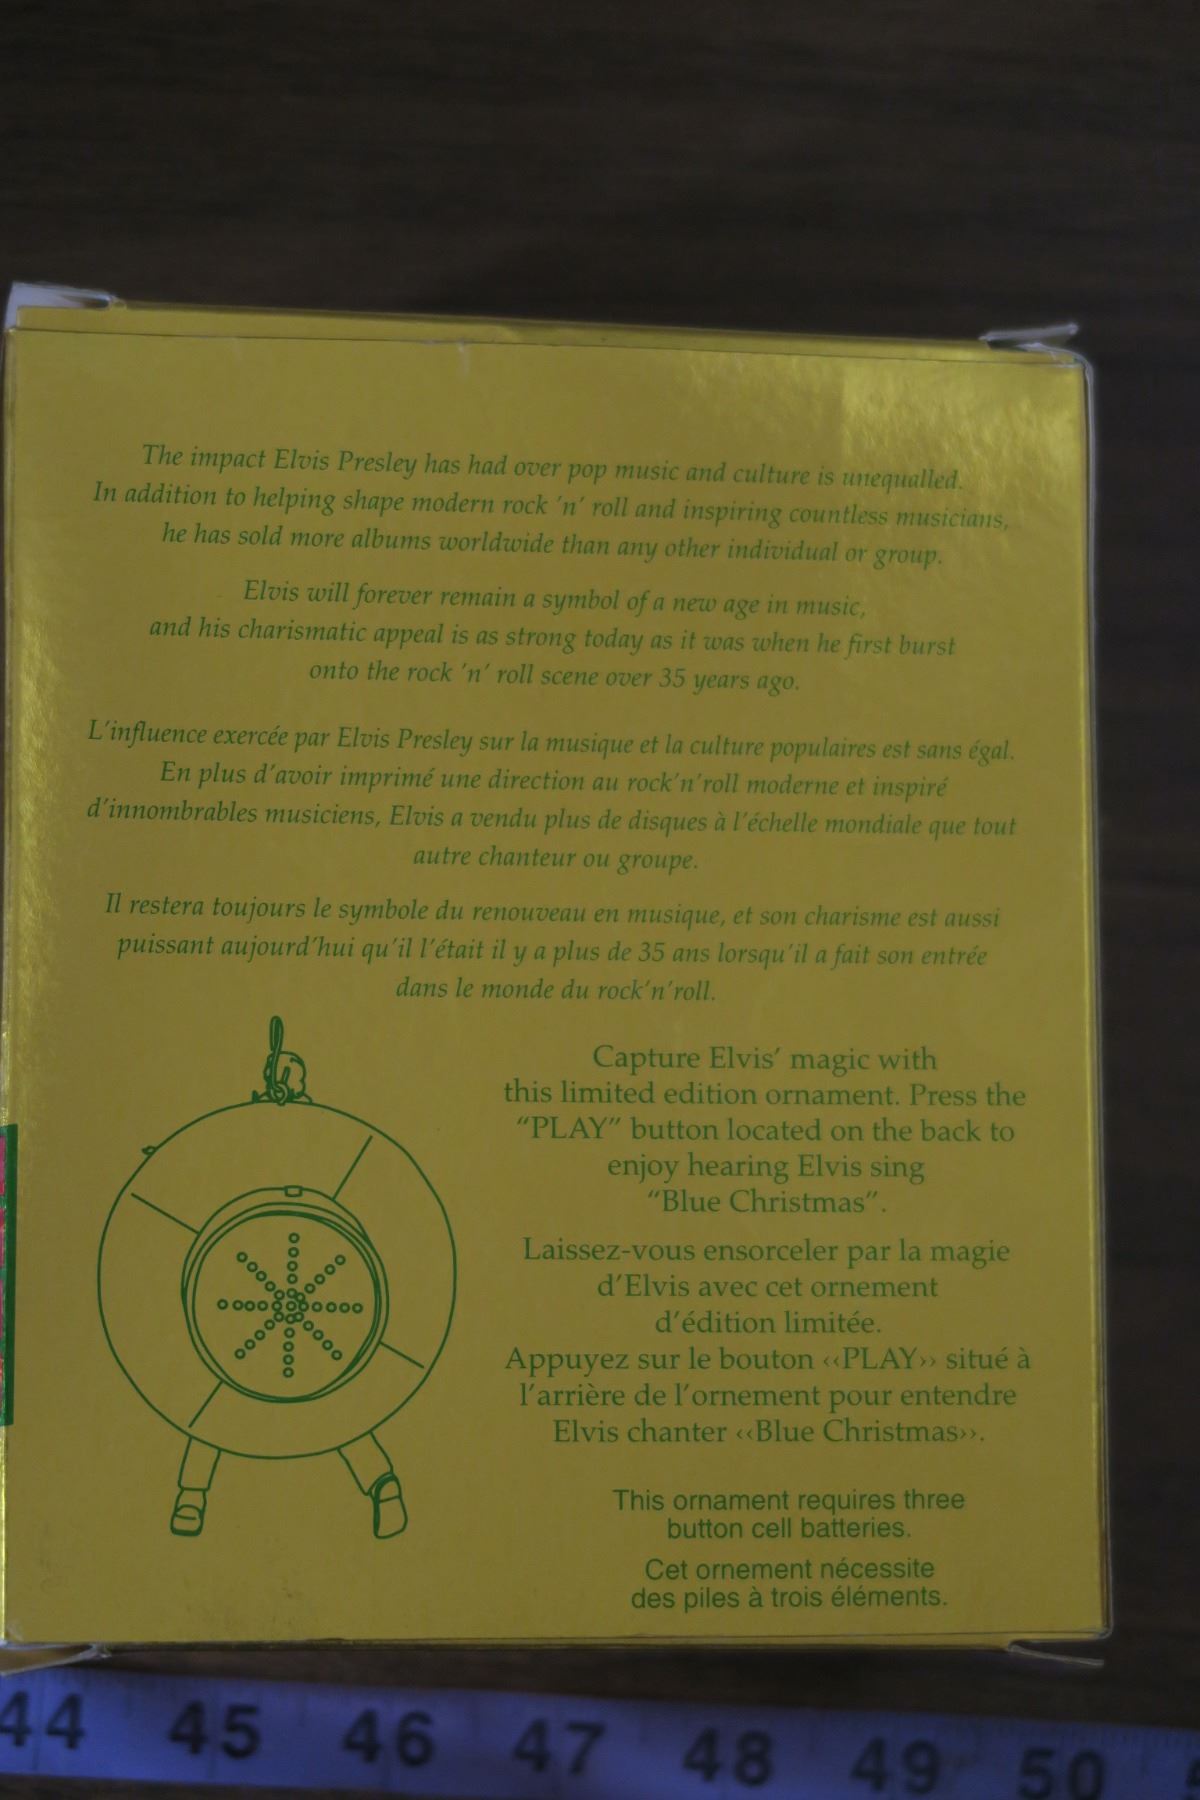 The impact Elvis Presley has had over pop music and culture is unequalled.
In addition to helping shape modern rock 'n' roll and inspiring countless musicians,
he has sold more albums worldwide than any other individual or group.
Elvis will forever remain a symbol of a new age in music,
and his charismatic appeal is as strong today as it was when he first burst
onto the rock 'n' roll scene over 35 years ago.
L'influence exercée par Elvis Presley sur la musique et la culture populaires est sans égal.
En plus d'avoir imprimé une direction au rock'n'roll moderne et inspiré
d'innombrables musiciens, Elvis a vendu plus de disques à l'échelle mondiale que tout
autre chanteur ou groupe.
Il restera toujours le symbole du renouveau en musique, et son charisme est aussi
puissant aujourd'hui qu'il l'était il y a plus de 35 ans lorsqu'il a fait son entrée
dans le monde du rock'n'roll.
Capture Elvis' magic with
this limited edition ornament. Press the
“PLAY” button located on the back to
enjoy hearing Elvis sing
“Blue Christmas”.
Laissez-vous ensorceler par la magie
d'Elvis avec cet ornement
d'édition limitée.
Appuyez sur le bouton ‹‹PLAY›› situé à
l'arrière de l'ornement pour entendre
Elvis chanter ‹‹Blue Christmas››.
This ornament requires three
button cell batteries.
Cet ornement nécessite
des piles à trois éléments.
44 45 46 47 48 49 50